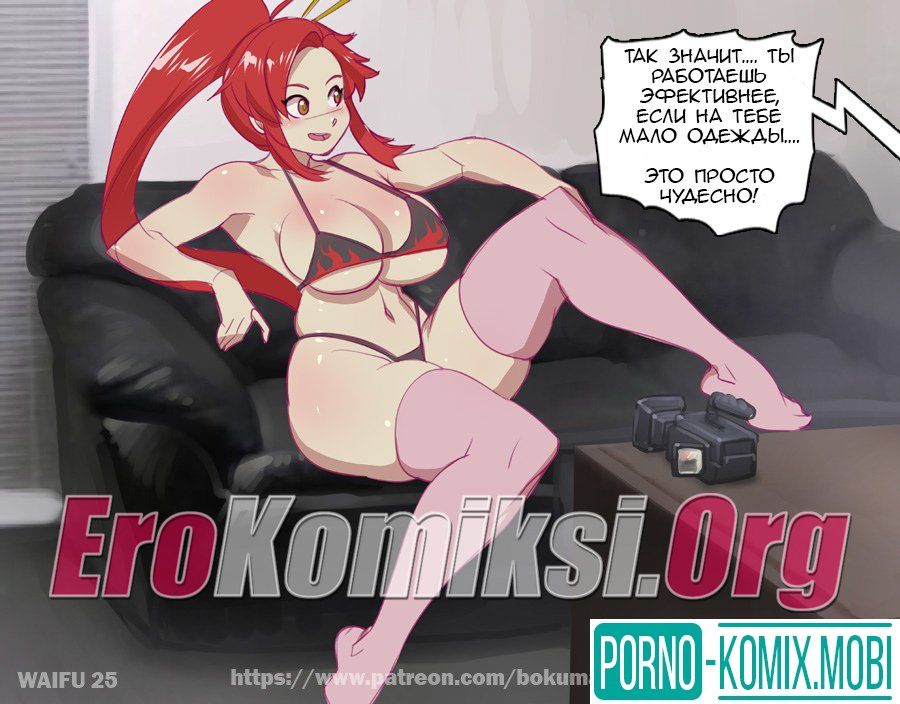 ТАК ЗНАЧИТ.... ТЫ
РАБОТАЕШЬ
ЭФЕКТИВНЕЕ,
ЕСЛИ НА ТЕБЕ
МАЛО ОДЕЖДЫ....
ЭТО ПРОСТО
ЧУДЕСНО!
EroKomiksi.Org
PORNO-KOMIX.MOBI
WAIFU 25
https://www.patreon.com/bokum